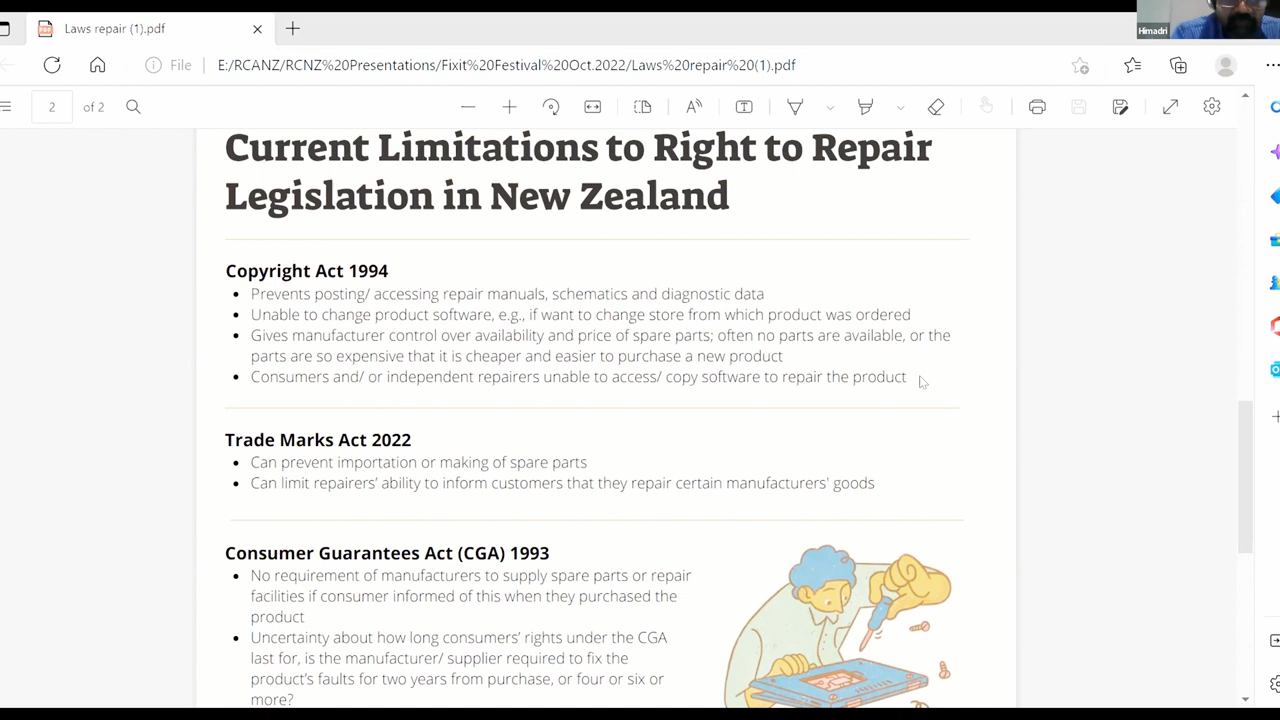 Laws repair (1).pdf
Himadri
File
E:/RCANZ/RCNZ%20Presentations/Fixit%20Festival%20Oct.2022/Laws%20repair%20(1).pdf
2 of 2
Current Limitations to Right to Repair
Legislation in New Zealand
Copyright Act 1994
Prevents posting/ accessing repair manuals, schematics and diagnostic data
Unable to change product software, e.g., if want to change store from which product was ordered
Gives manufacturer control over availability and price of spare parts; often no parts are available, or the
parts are so expensive that it is cheaper and easier to purchase a new product
Consumers and/ or independent repairers unable to access/ copy software to repair the product
Trade Marks Act 2022
Can prevent importation or making of spare parts
Can limit repairers’ ability to inform customers that they repair certain manufacturers' goods
Consumer Guarantees Act (CGA) 1993
No requirement of manufacturers to supply spare parts or repair
facilities if consumer informed of this when they purchased the
product
Uncertainty about how long consumers’ rights under the CGA
last for, is the manufacturer/ supplier required to fix the
product’s faults for two years from purchase, or four or six or
more?